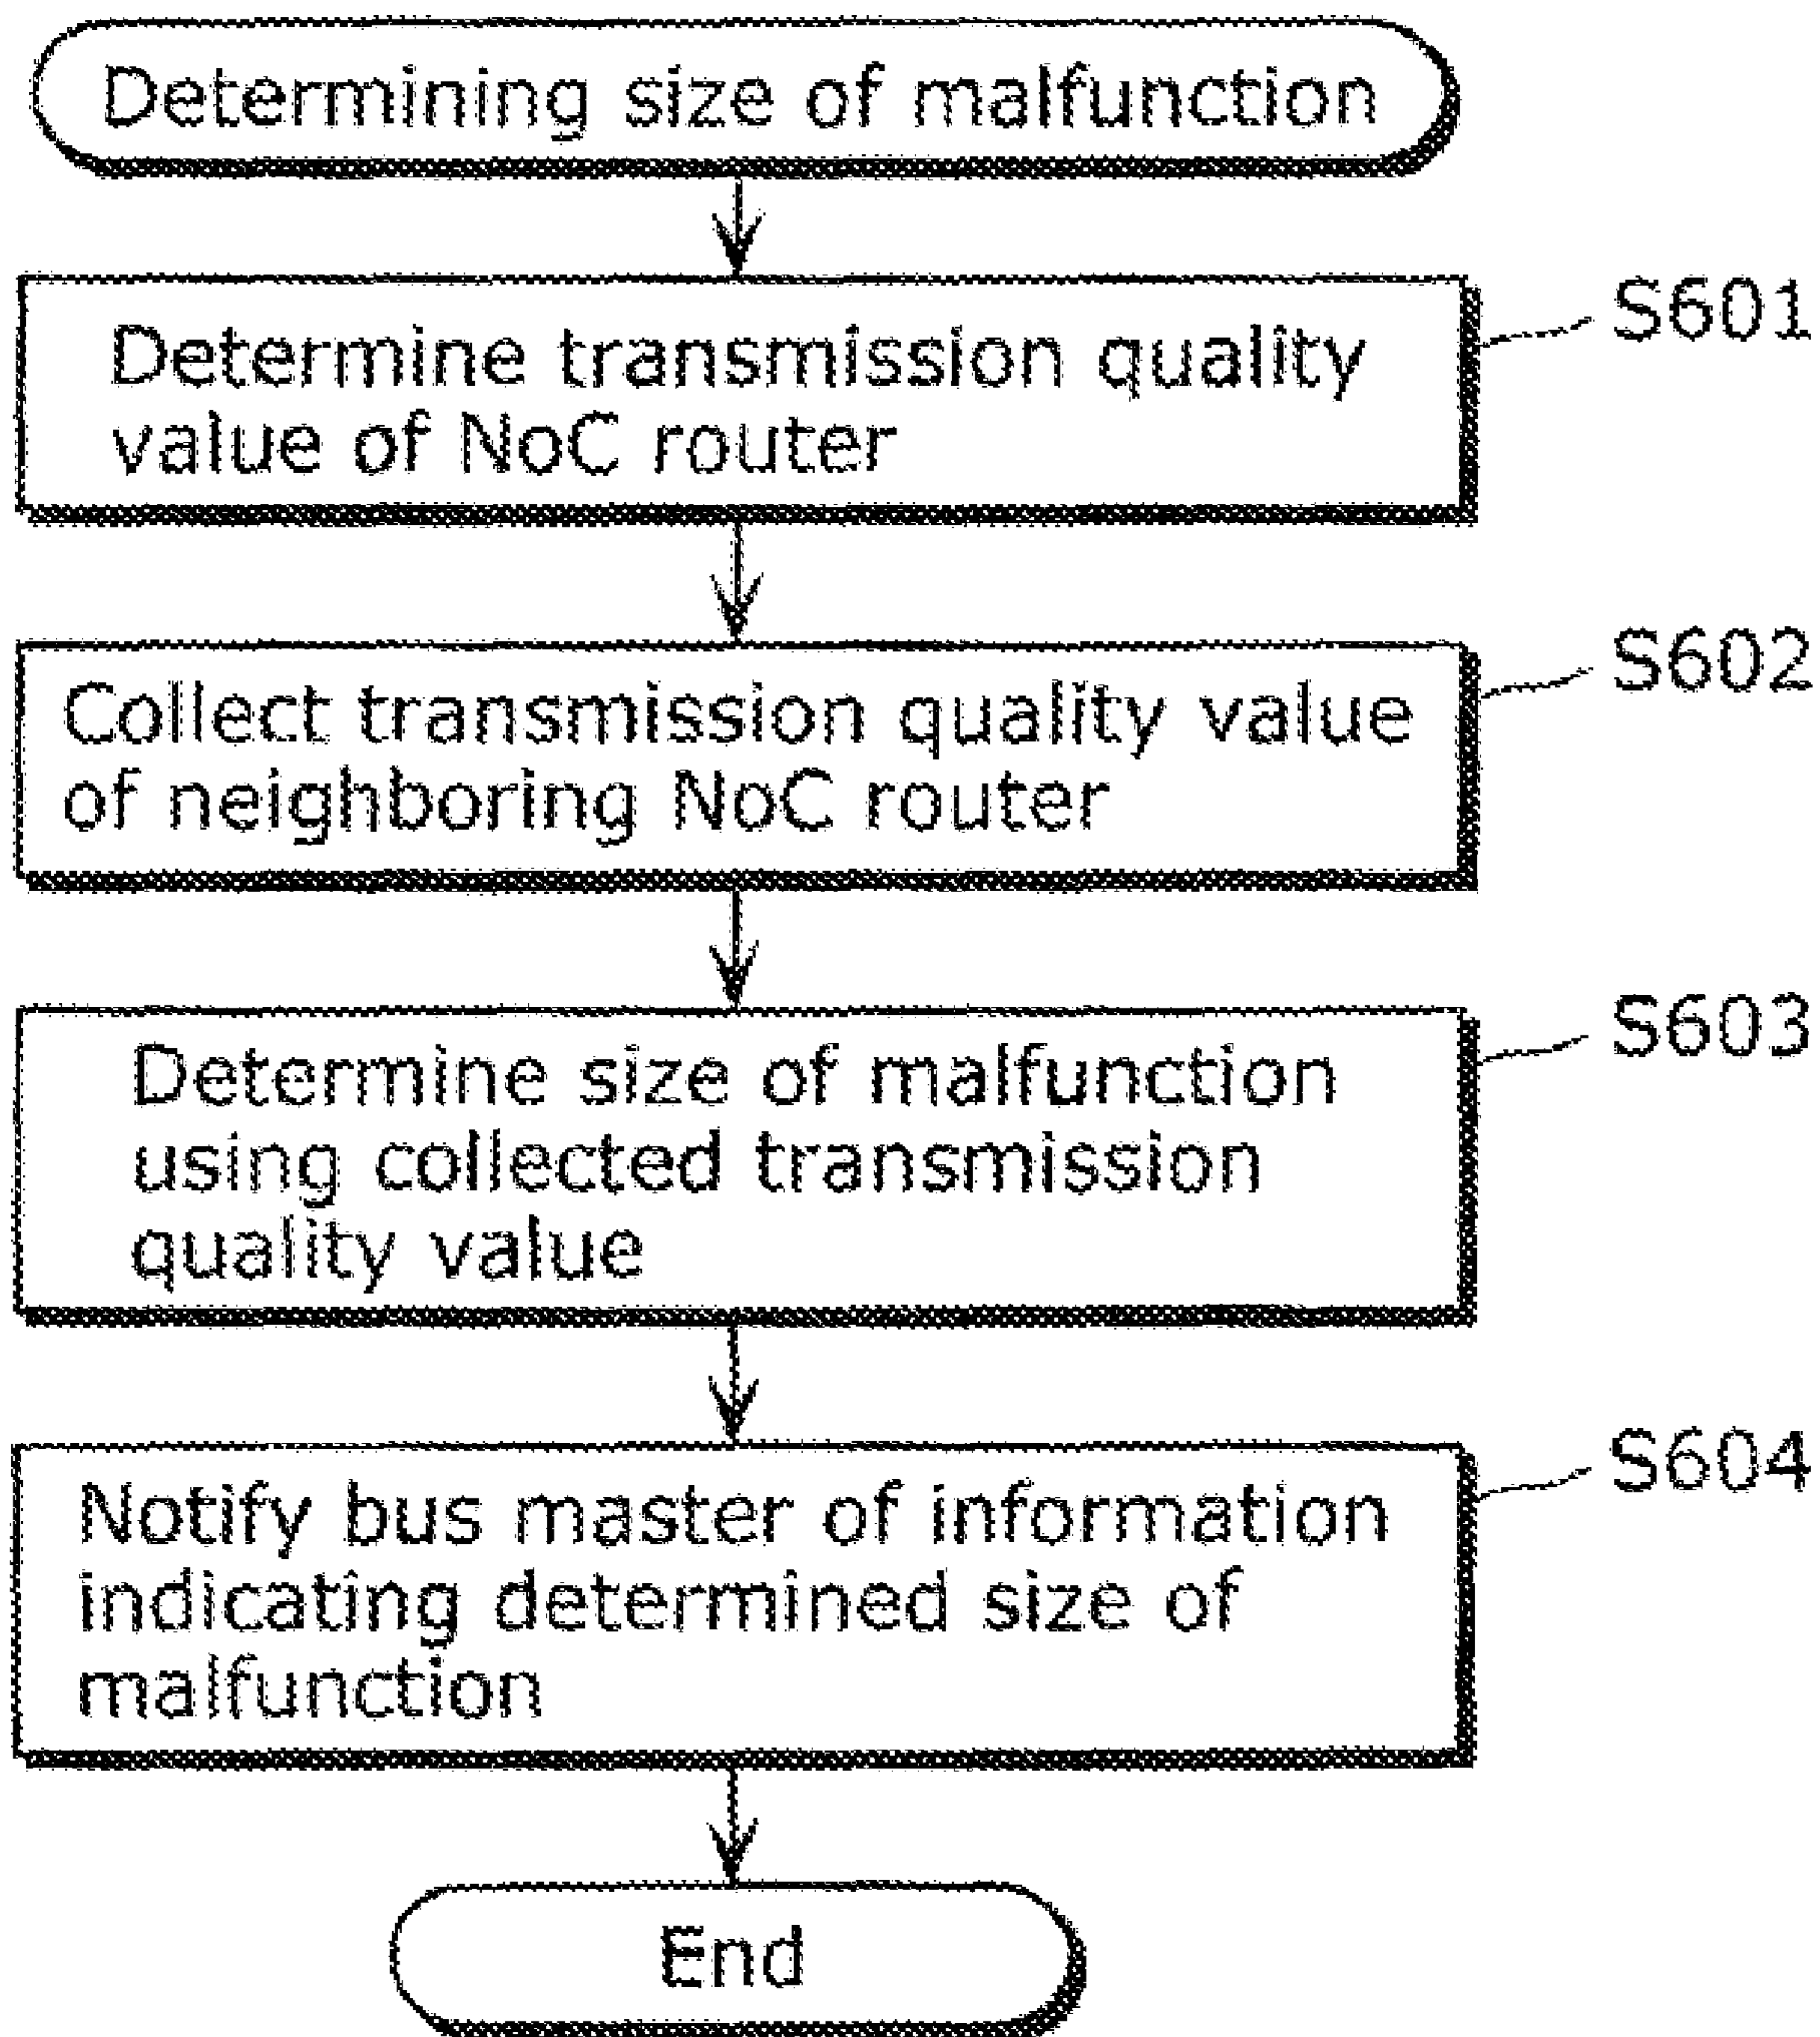 Determining size of malfunction
Determine transmission quality
value of NoC router
S601
Collect transmission quality value
of neighboring NoC router
S602
Determine size of malfunction
using collected transmission
quality value
S603
Notify bus master of information
indicating determined size of
malfunction
S604
End